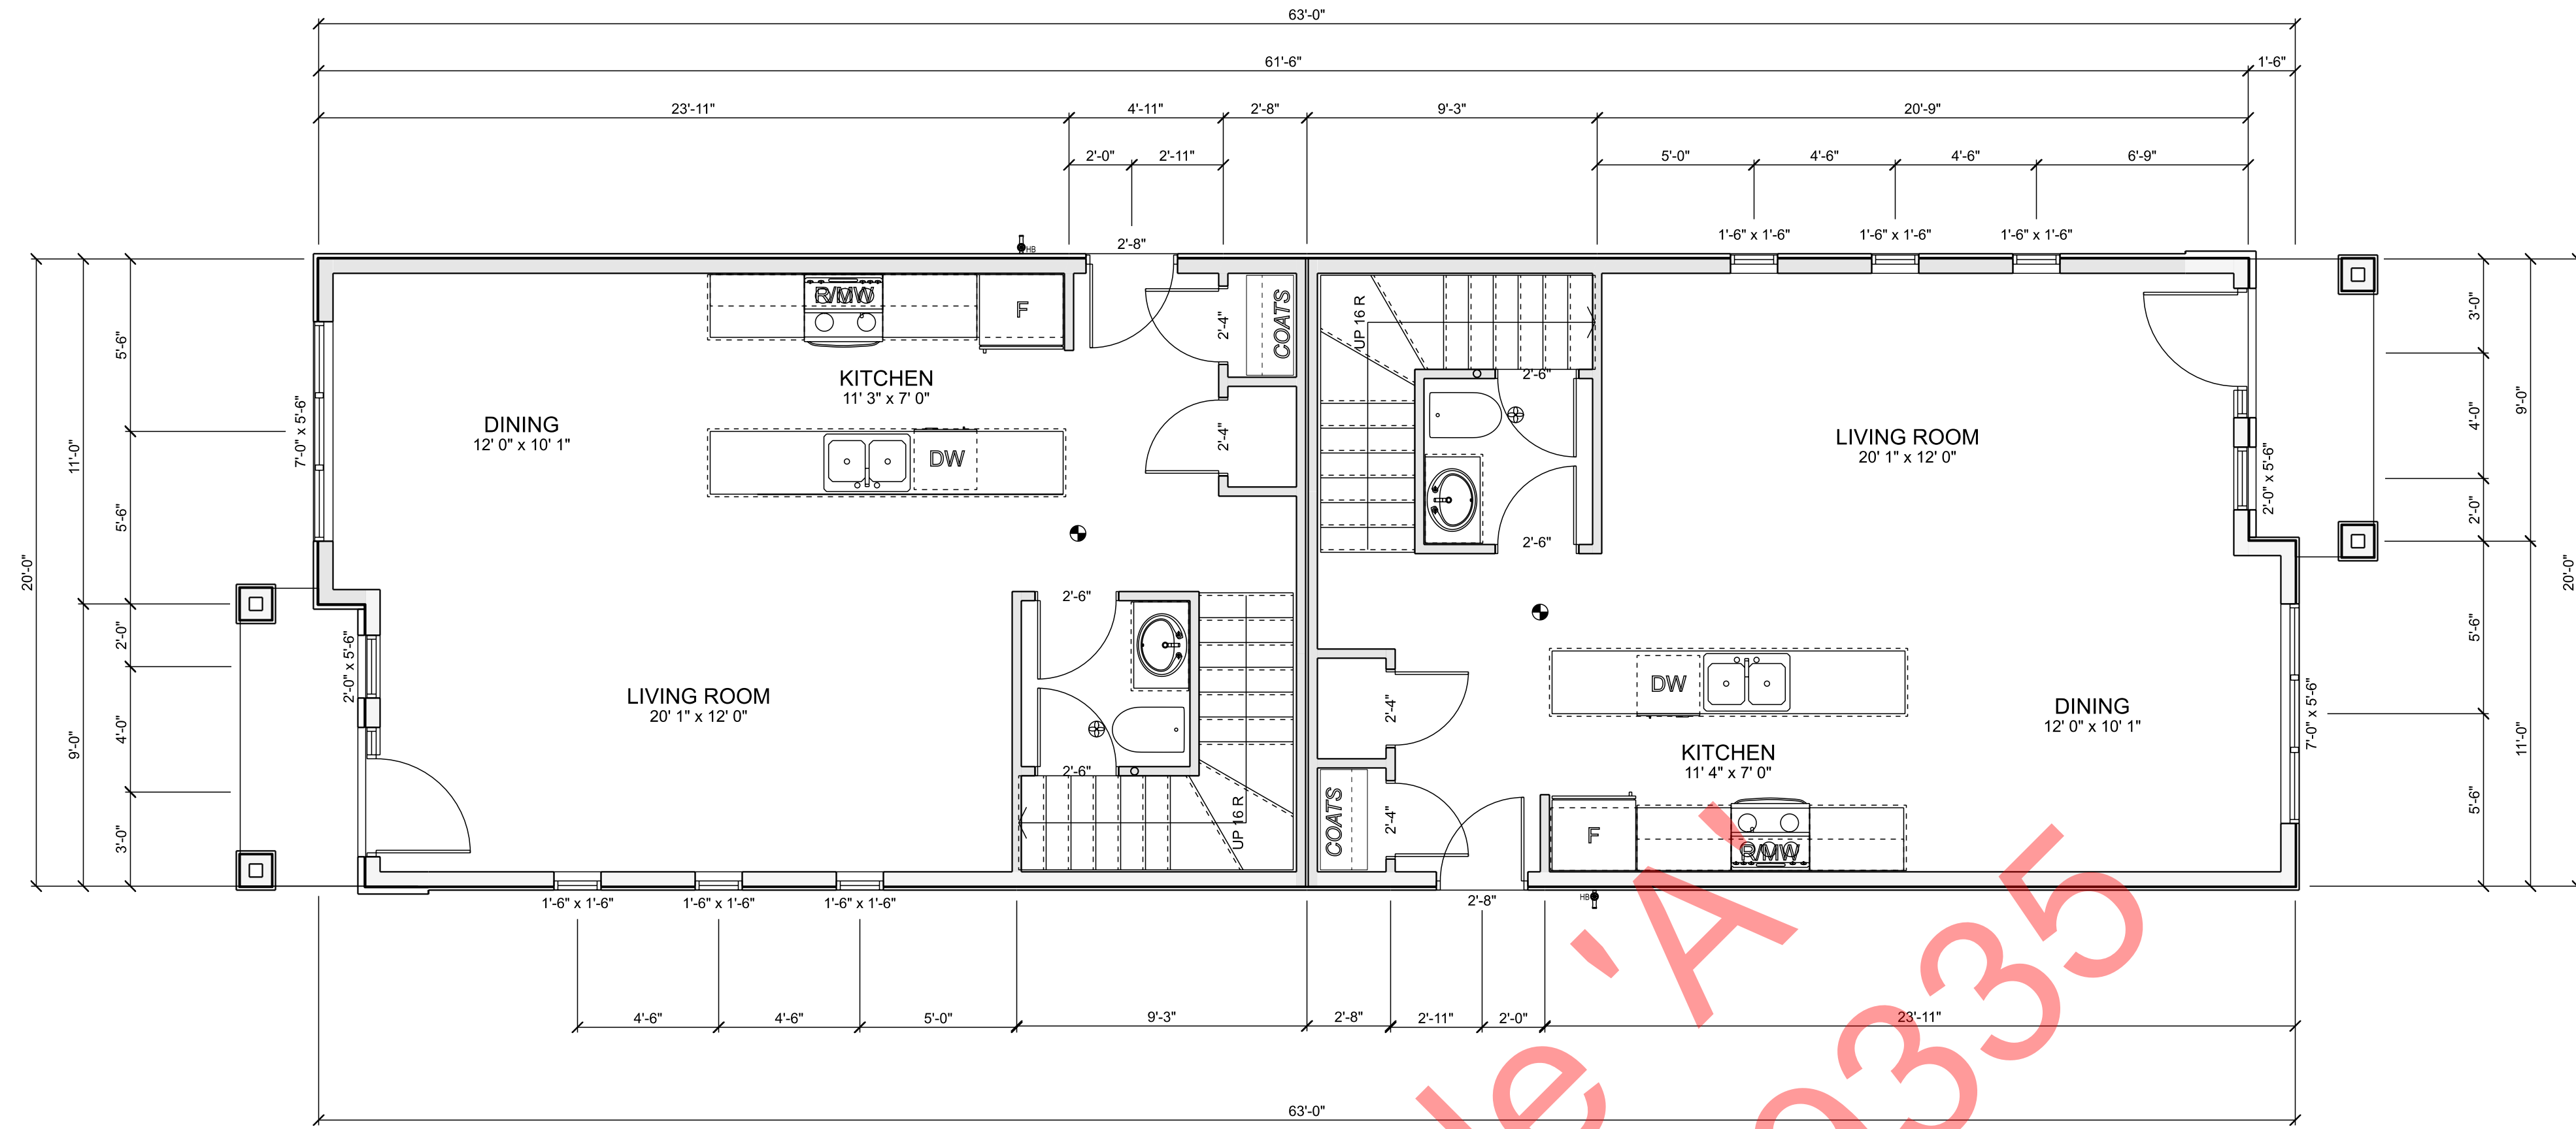 63'-0"
61'-6"
1'-6"
23'-11"
4'-11"
2'-8"
9'-3"
20'-9"
2'-0"
2'-11"
5'-0"
4'-6"
4'-6"
6'-9"
2'-8"
1'-6" x 1'-6"
1'-6" x 1'-6"
1'-6" x 1'-6"
HB
20'-0"
11'-0"
9'-0"
5'-6"
5'-6"
2'-0"
4'-0"
3'-0"
7'-0" x 5'-6"
2'-0" x 5'-6"
R/MW
F
2'-4"
COATS
KITCHEN
11' 3" x 7' 0"
DINING
12' 0" x 10' 1"
DW
2'-4"
2'-6"
LIVING ROOM
20' 1" x 12' 0"
2'-6"
UP 16 R
UP 16 R
2'-6"
2'-6"
LIVING ROOM
20' 1" x 12' 0"
2'-0" x 5'-6"
3'-0"
4'-0"
2'-0"
5'-6"
5'-6"
9'-0"
11'-0"
20'-0"
7'-0" x 5'-6"
DW
DINING
12' 0" x 10' 1"
KITCHEN
11' 4" x 7' 0"
2'-4"
COATS
2'-4"
F
R/MW
1'-6" x 1'-6"
1'-6" x 1'-6"
1'-6" x 1'-6"
2'-8"
HB
4'-6"
4'-6"
5'-0"
9'-3"
2'-8"
2'-11"
2'-0"
23'-11"
63'-0"
le 'A'
0335